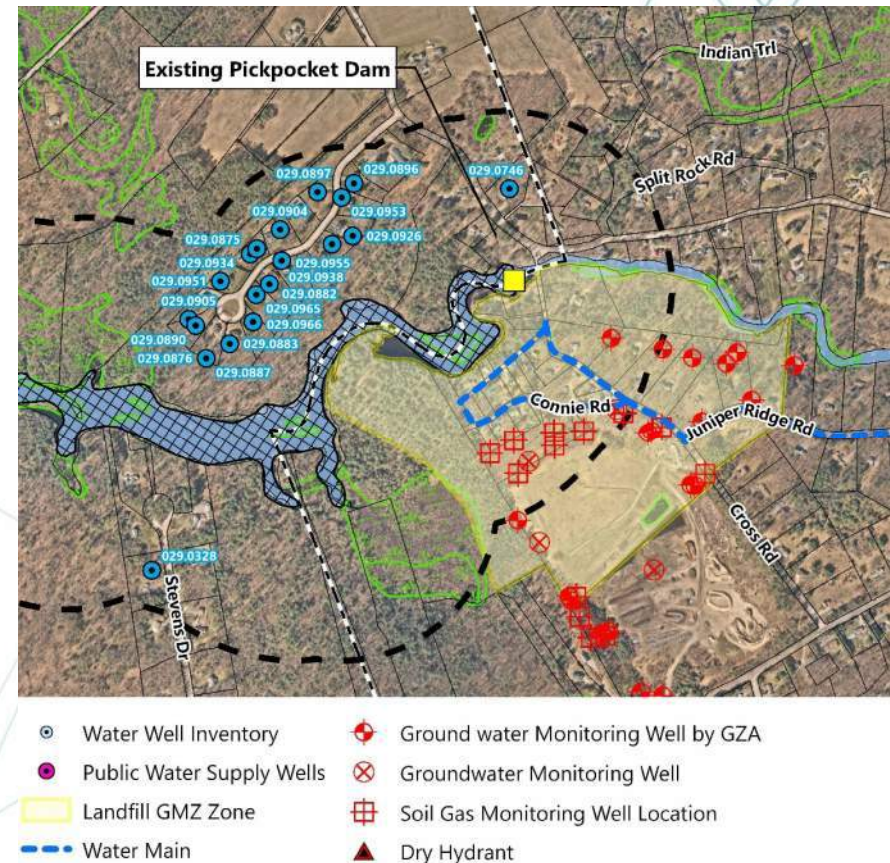 Indian Trl
Existing Pickpocket Dam
029.0897
029.0896
029.0746
Split Rock Rd
029.0904
029.0953
029.0875
029.0926
029.0934
029.0955
029.0951
029.0938
029.0882
029.0905
029.0965
029.0966
029.0890
029.0883
029.0876
029.0887
Connie Rd
Juniper Ridge Rd
Cross Rd
029.0328
Stevens Dr
Water Well Inventory
Ground water Monitoring Well by GZA
Public Water Supply Wells
Groundwater Monitoring Well
Landfill GMZ Zone
Soil Gas Monitoring Well Location
Water Main
Dry Hydrant